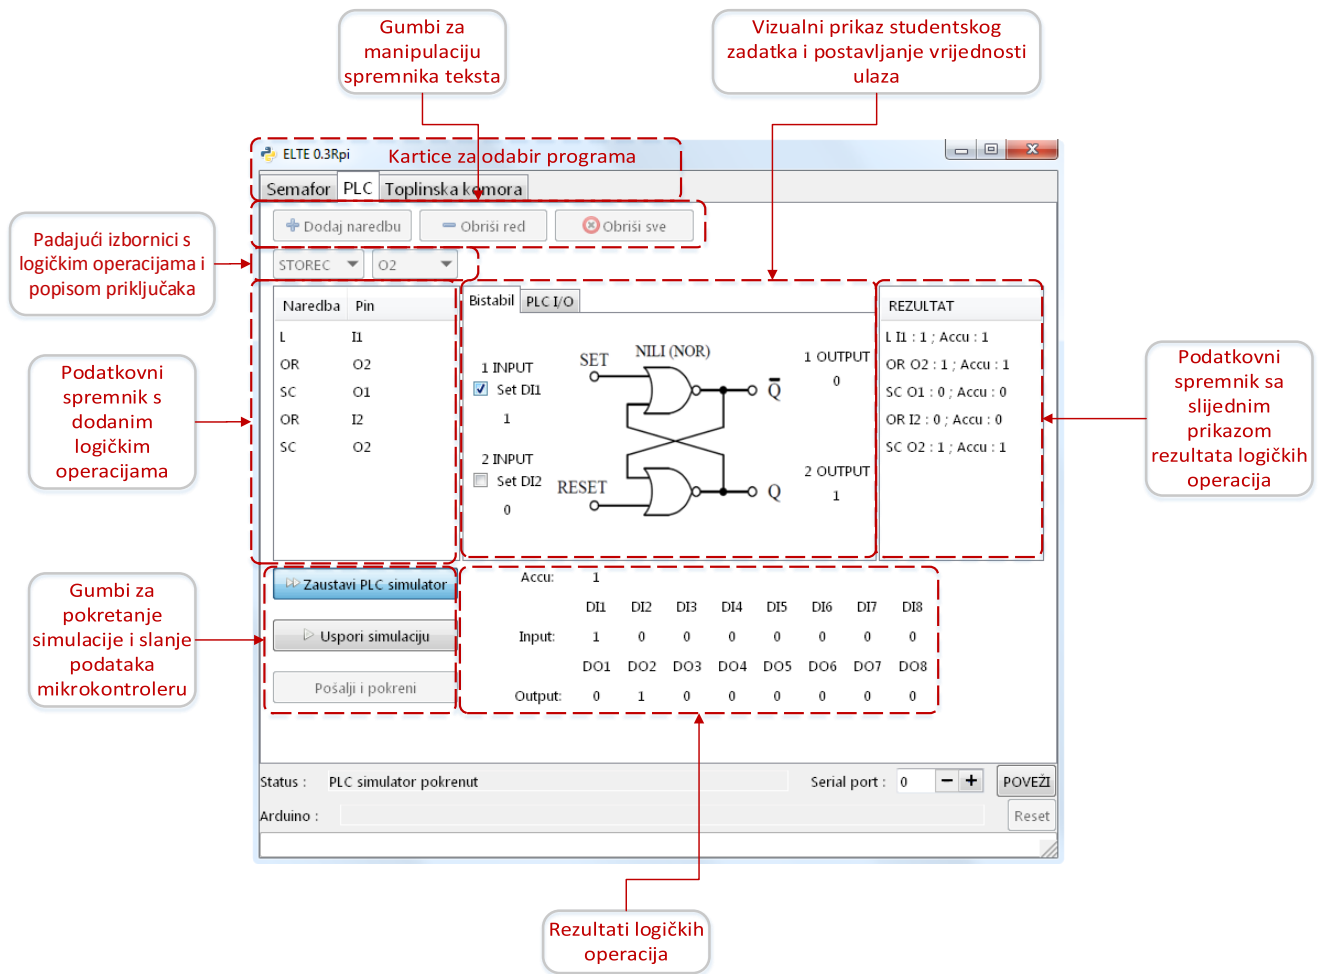 Gumbi za
manipulaciju
spremnika teksta
Vizualni prikaz studentskog
zadatka i postavljanje vrijednosti
ulaza
ELTE 0.3Rpi
Kartice za odabir programa
Semafor PLC Toplinska komora
Dodaj naredbu Obriši red Obriši sve
Padajući izbornici s
logičkim operacijama i
popisom priključaka
STOREC O2
Naredba Pin
L I1
OR O2
SC O1
OR I2
SC O2
Bistabil PLC I/O
1 INPUT
Set DI1
1
2 INPUT
Set DI2
0
SET
NILI (NOR)
Q
RESET
Q
1 OUTPUT
0
2 OUTPUT
1
REZULTAT
L I1 : 1 ; Accu : 1
OR O2 : 1 ; Accu : 1
SC O1 : 0 ; Accu : 0
OR I2 : 0 ; Accu : 0
SC O2 : 1 ; Accu : 1
Podatkovni
spremnik s
dodanim
logičkim
operacijama
Podatkovni
spremnik sa
slijednim
prikazom
rezultata logičkih
operacija
Gumbi za
pokretanje
simulacije i slanje
podataka
mikrokontroleru
Zaustavi PLC simulator
Uspori simulaciju
Pošalji i pokreni
Accu: 1
DI1 DI2 DI3 DI4 DI5 DI6 DI7 DI8
Input: 1 0 0 0 0 0 0 0
DO1 DO2 DO3 DO4 DO5 DO6 DO7 DO8
Output: 0 1 0 0 0 0 0 0
Status : PLC simulator pokrenut Serial port : 0 POVEŽI
Arduino : Reset
Rezultati logičkih
operacija